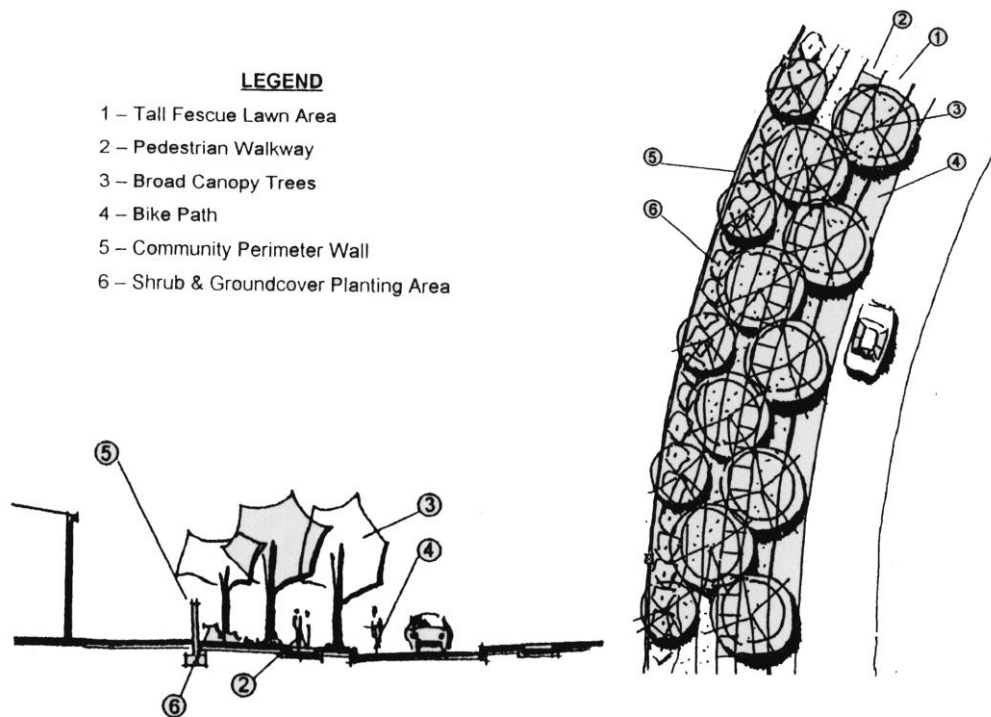 LEGEND
1 – Tall Fescue Lawn Area
2 – Pedestrian Walkway
3 – Broad Canopy Trees
4 – Bike Path
5 – Community Perimeter Wall
6 – Shrub & Groundcover Planting Area
2
1
3
5
4
6
5
3
4
2
6